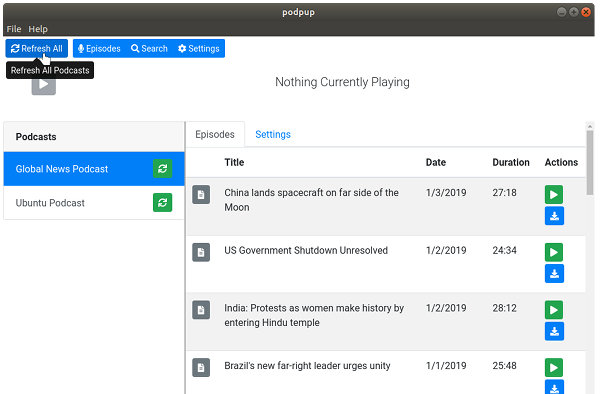 podpup
File Help
Refresh All Episodes Search Settings
Refresh All Podcasts
Nothing Currently Playing
Podcasts
Global News Podcast
Ubuntu Podcast
Episodes Settings
Title Date Duration Actions
China lands spacecraft on far side of the 1/3/2019 27:18
Moon
US Government Shutdown Unresolved 1/2/2019 24:34
India: Protests as women make history by 1/2/2019 28:12
entering Hindu temple
Brazil's new far-right leader urges unity 1/1/2019 25:48